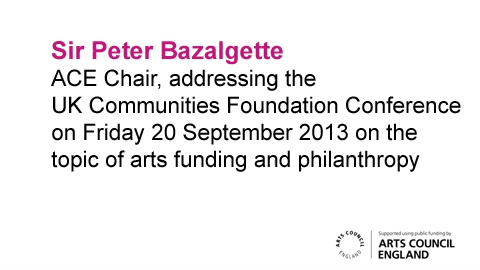 Sir Peter Bazalgette
ACE Chair, addressing the
UK Communities Foundation Conference
on Friday 20 September 2013 on the
topic of arts funding and philanthropy
ARTS COUNCIL
ENGLAND
Supported using public funding by
ARTS COUNCIL
ENGLAND